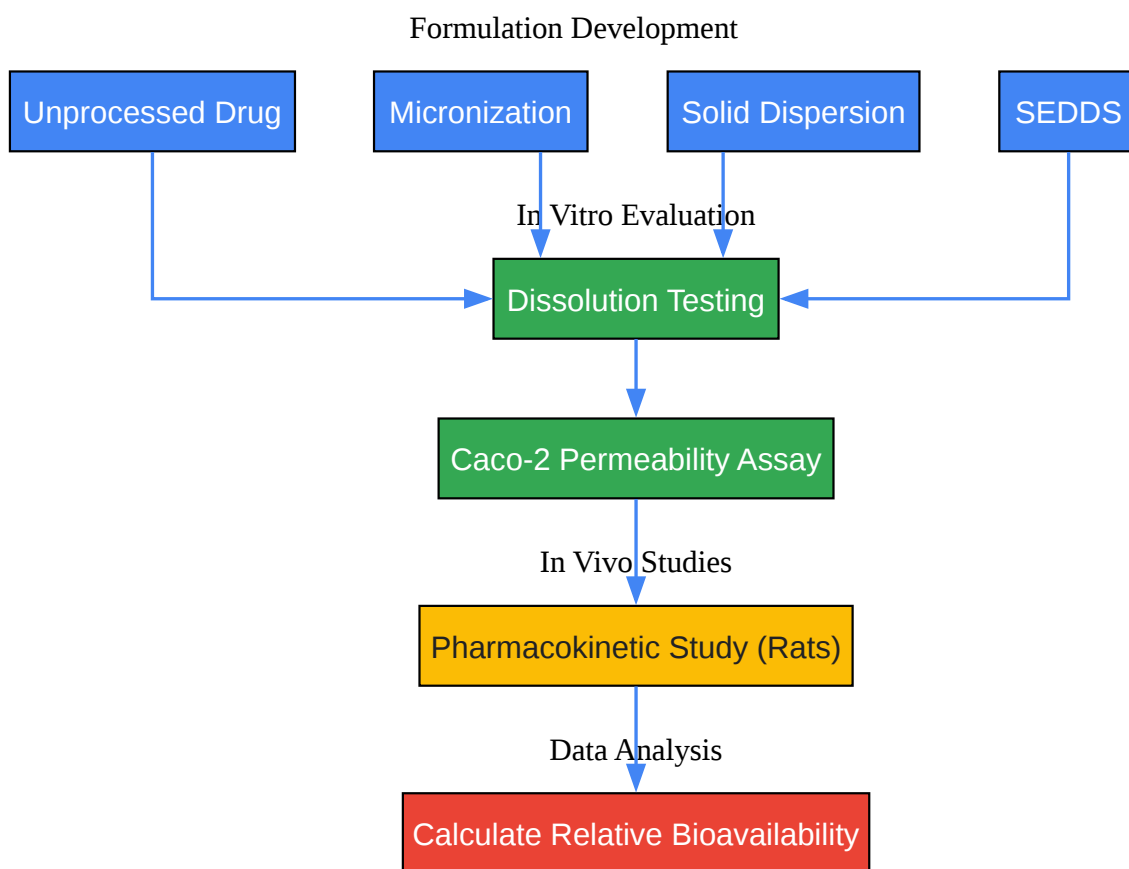 Formulation Development
Unprocessed Drug
Micronization
Solid Dispersion
SEDDS
In Vitro Evaluation
Dissolution Testing
Caco-2 Permeability Assay
In Vivo Studies
Pharmacokinetic Study (Rats)
Data Analysis
Calculate Relative Bioavailability